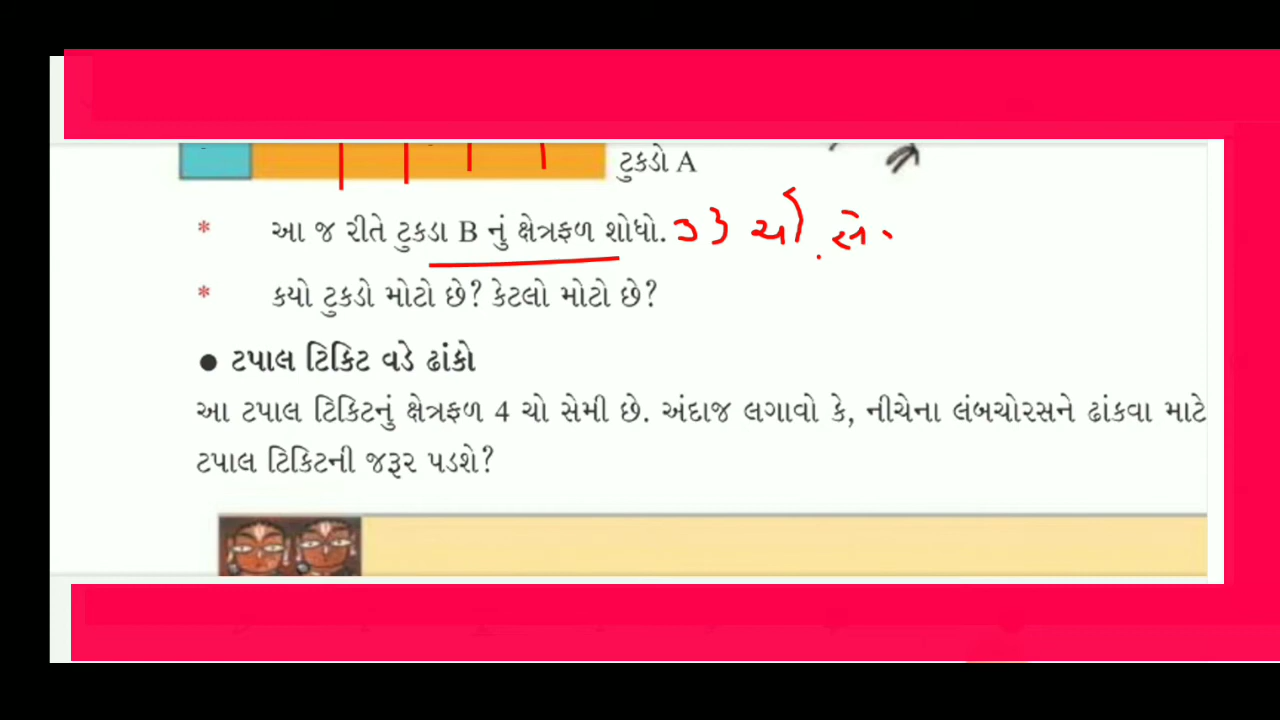 ટુકડો A
* આ જ રીતે ટુકડા B નું ક્ષેત્રફળ શોધો. ૩૩ ચો. સે.
* કયો ટુકડો મોટો છે? કેટલો મોટો છે?
● ટપાલ ટિકિટ વડે ઢાંકો
આ ટપાલ ટિકિટનું ક્ષેત્રફળ 4 ચો સેમી છે. અંદાજ લગાવો કે, નીચેના લંબચોરસને ઢાંકવા માટે
ટપાલ ટિકિટની જરૂર પડશે?